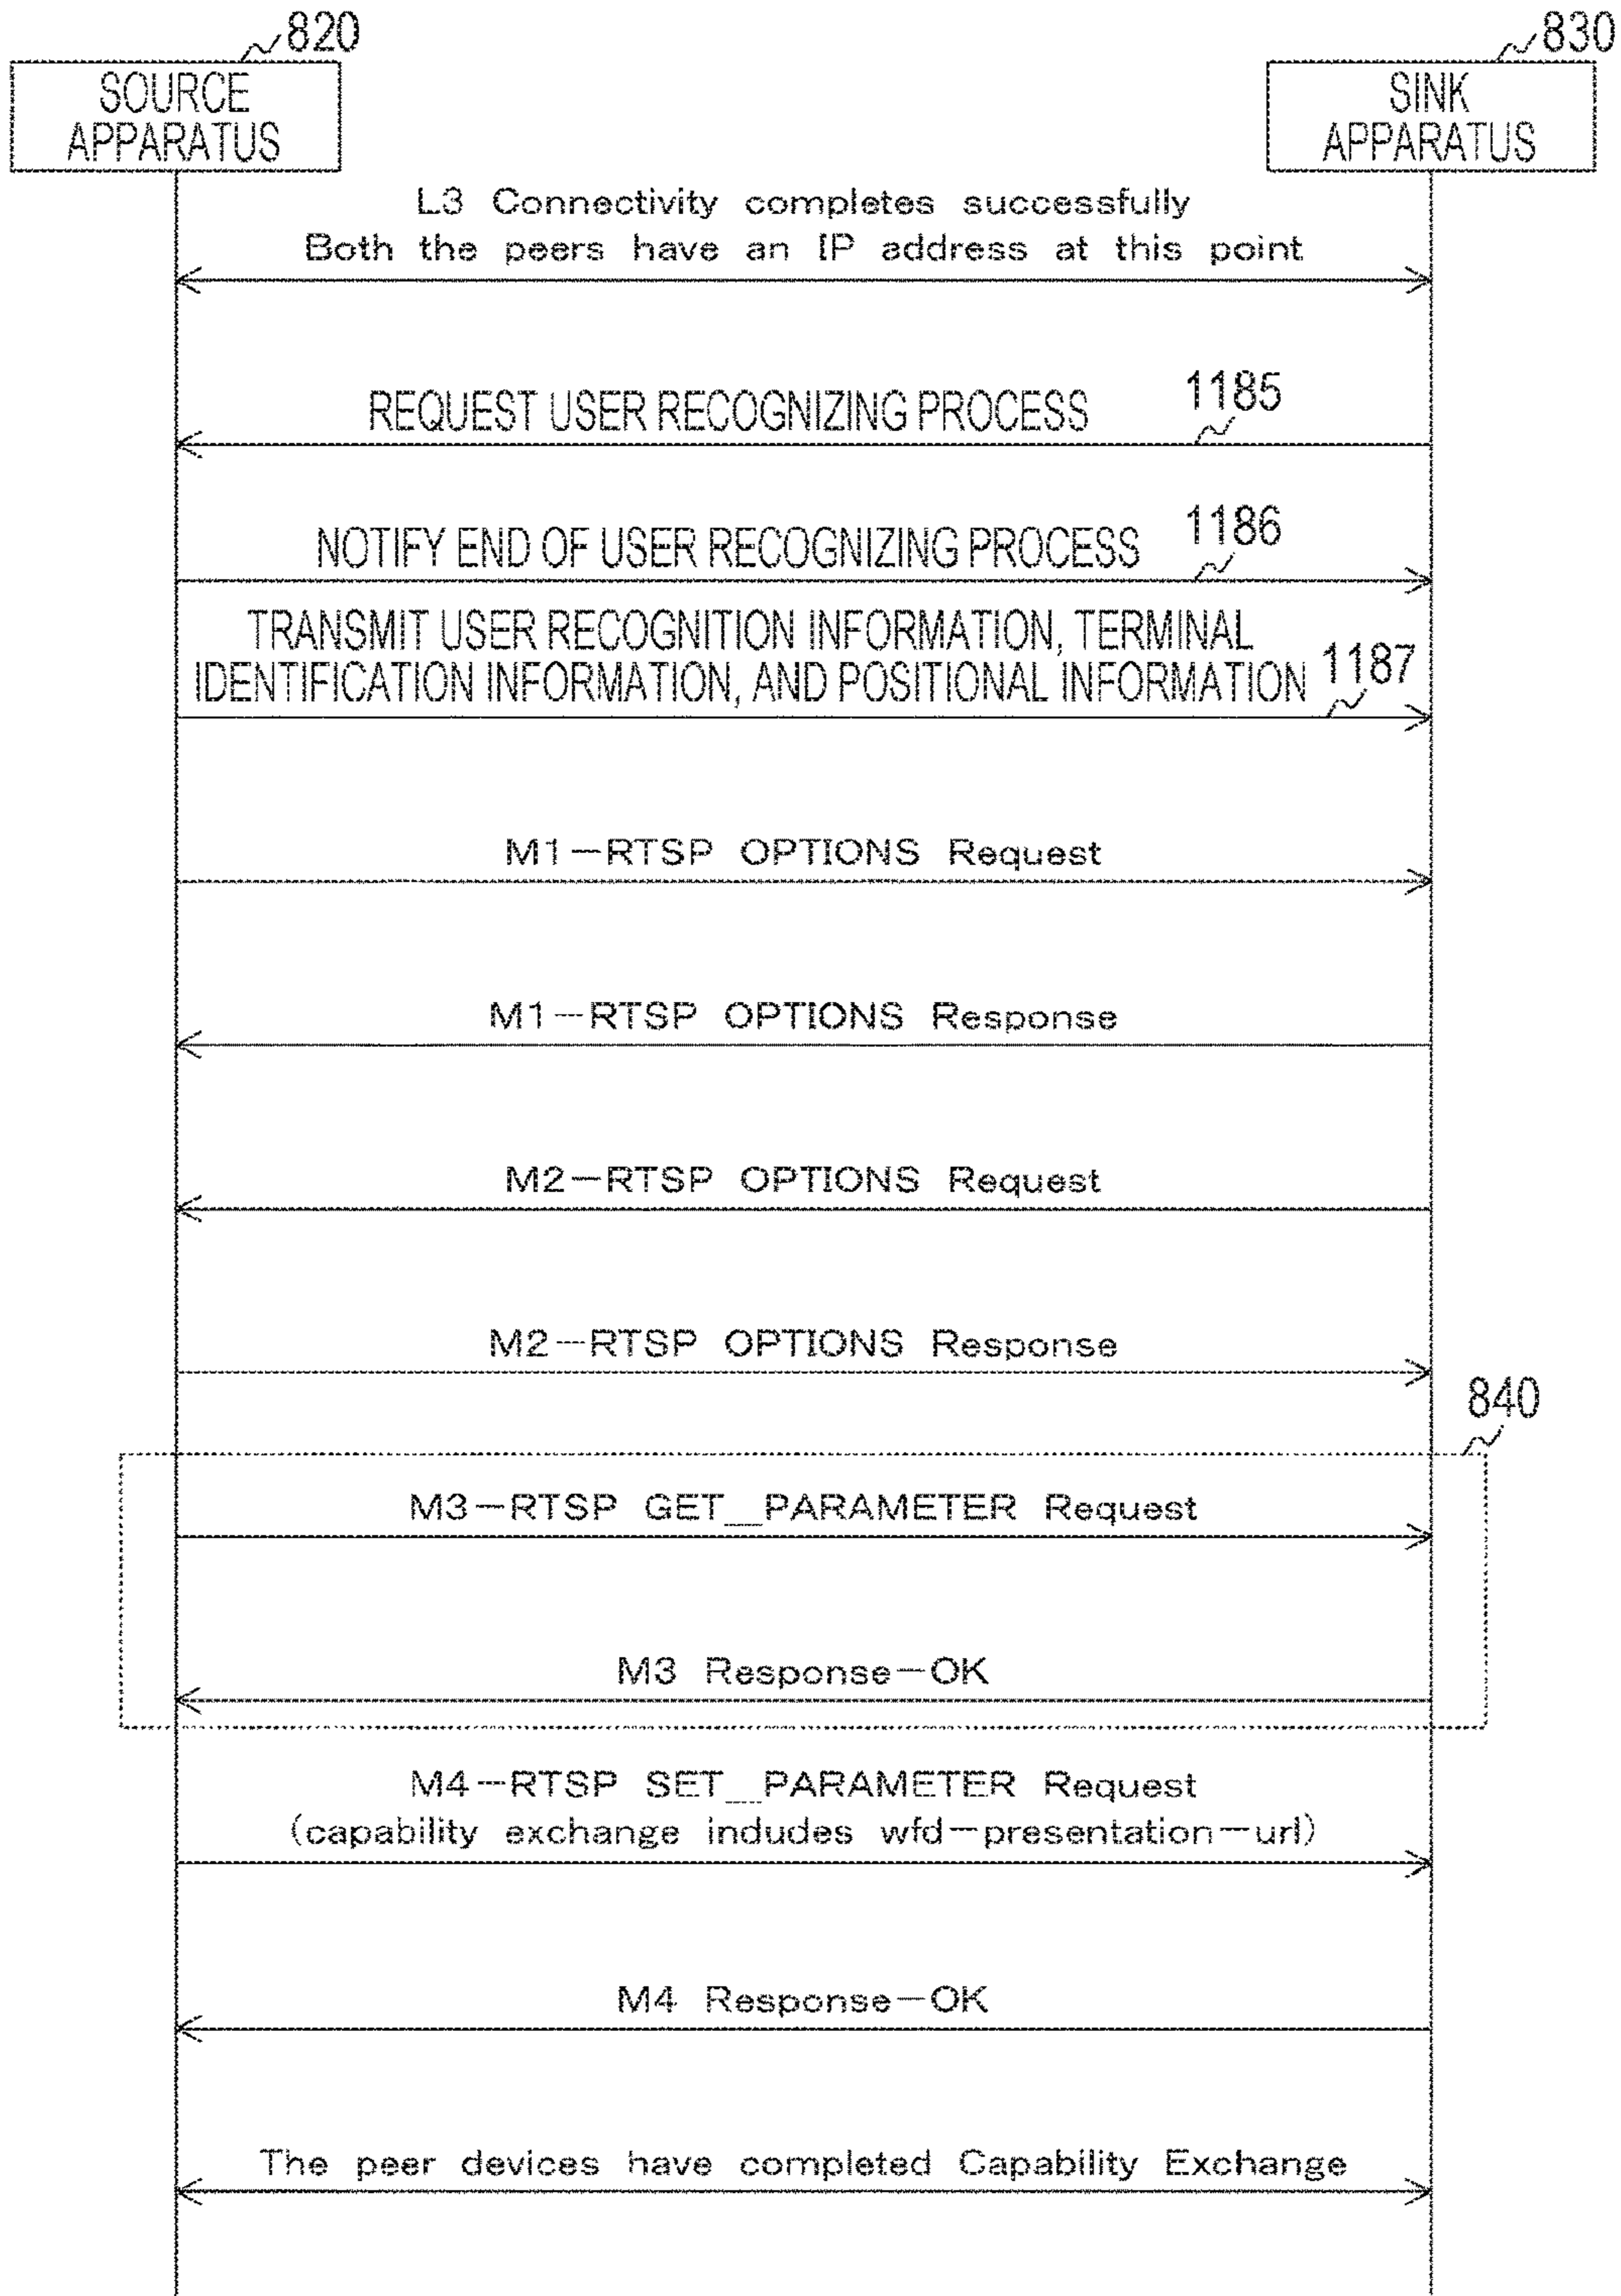 820
830
SOURCE
APPARATUS
SINK
APPARATUS
L3 Connectivity completes successfully
Both the peers have an IP address at this point
REQUEST USER RECOGNIZING PROCESS
1185
NOTIFY END OF USER RECOGNIZING PROCESS
1186
TRANSMIT USER RECOGNITION INFORMATION, TERMINAL
IDENTIFICATION INFORMATION, AND POSITIONAL INFORMATION
1187
M1-RTSP OPTIONS Request
M1-RTSP OPTIONS Response
M2-RTSP OPTIONS Request
M2-RTSP OPTIONS Response
840
M3-RTSP GET_PARAMETER Request
M3 Response-OK
M4-RTSP SET_PARAMETER Request
(capability exchange indudes wfd-presentation-url)
M4 Response-OK
The peer devices have completed Capability Exchange